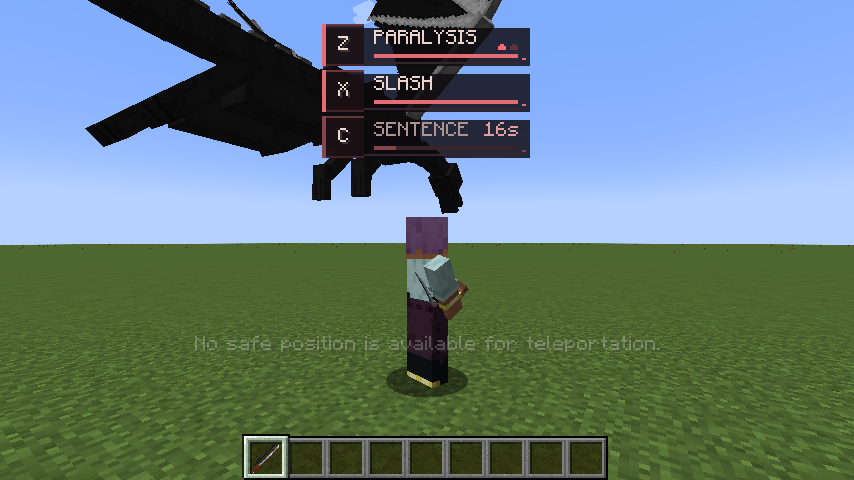 Z PARALYSIS
X SLASH
C SENTENCE 16s
No safe position is available for teleportation.